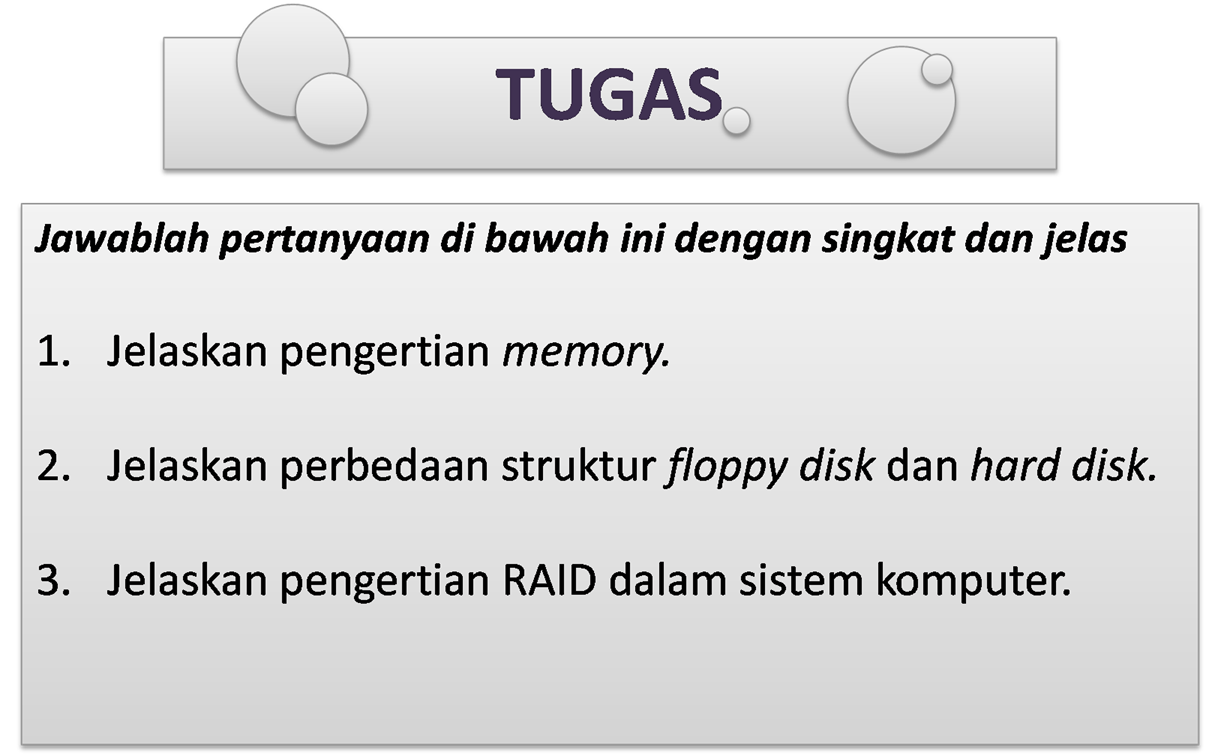 TUGAS
Jawablah pertanyaan di bawah ini dengan singkat dan jelas
1. Jelaskan pengertian memory.
2. Jelaskan perbedaan struktur floppy disk dan hard disk.
3. Jelaskan pengertian RAID dalam sistem komputer.